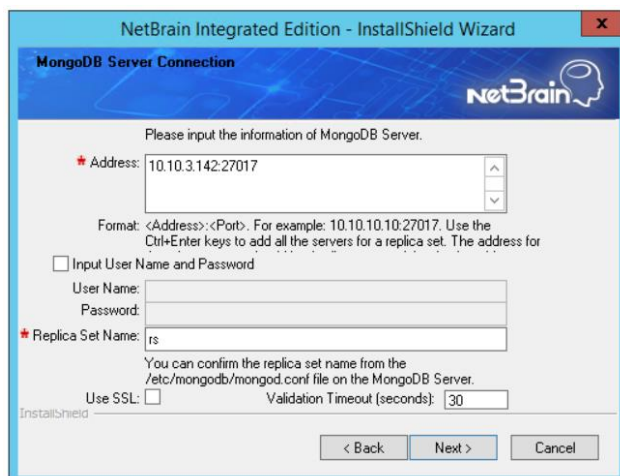 NetBrain Integrated Edition - InstallShield Wizard
x
MongoDB Server Connection
NetBrain
Please input the information of MongoDB Server.
* Address: 10.10.3.142:27017
Format: <Address>:<Port>. For example: 10.10.10.10:27017. Use the
Ctrl+Enter keys to add all the servers for a replica set. The address for
Input User Name and Password
User Name:
Password:
* Replica Set Name: rs
You can confirm the replica set name from the
/etc/mongodb/mongod.conf file on the MongoDB Server.
Use SSL: Validation Timeout (seconds): 30
InstallShield
< Back Next > Cancel